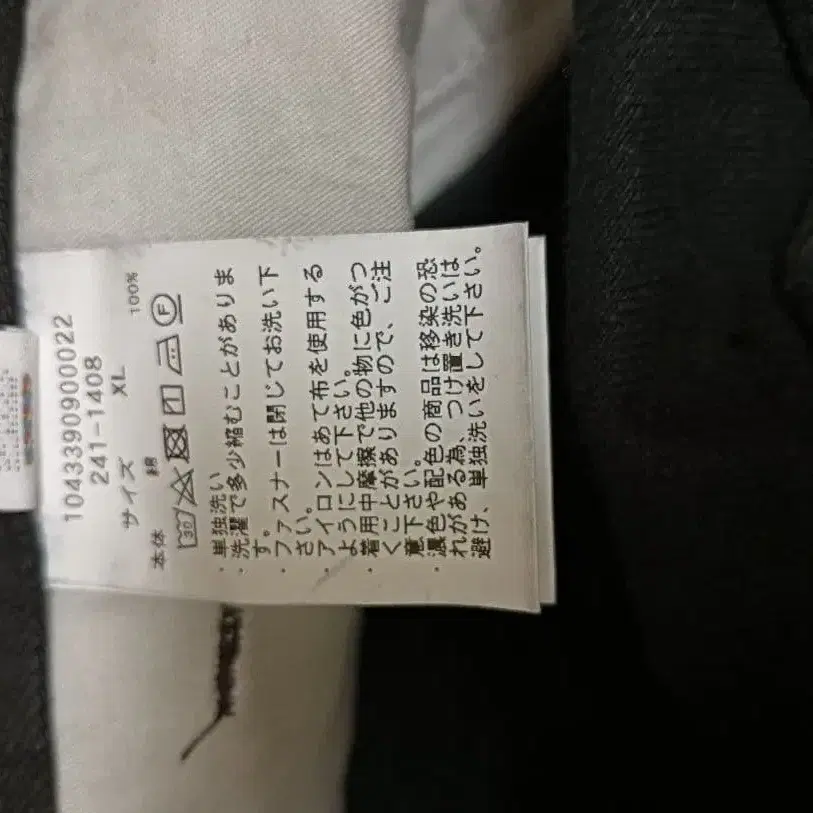 10433909000022
241-1408
サイズ XL
本体 綿 100%
30 F
・単独洗い
・洗濯で多少縮むことがありま
す。
・ファスナーは閉じてお洗い下
さい。
・アイロンはあて布を使用する
ようにして下さい。
・着用中摩擦で他の物に色がつ
くことがありますので、ご注
意下さい。
・濃色や配色の商品は移染の恐
れがある為、つけ置き洗いは
避け、単独洗いをして下さい。